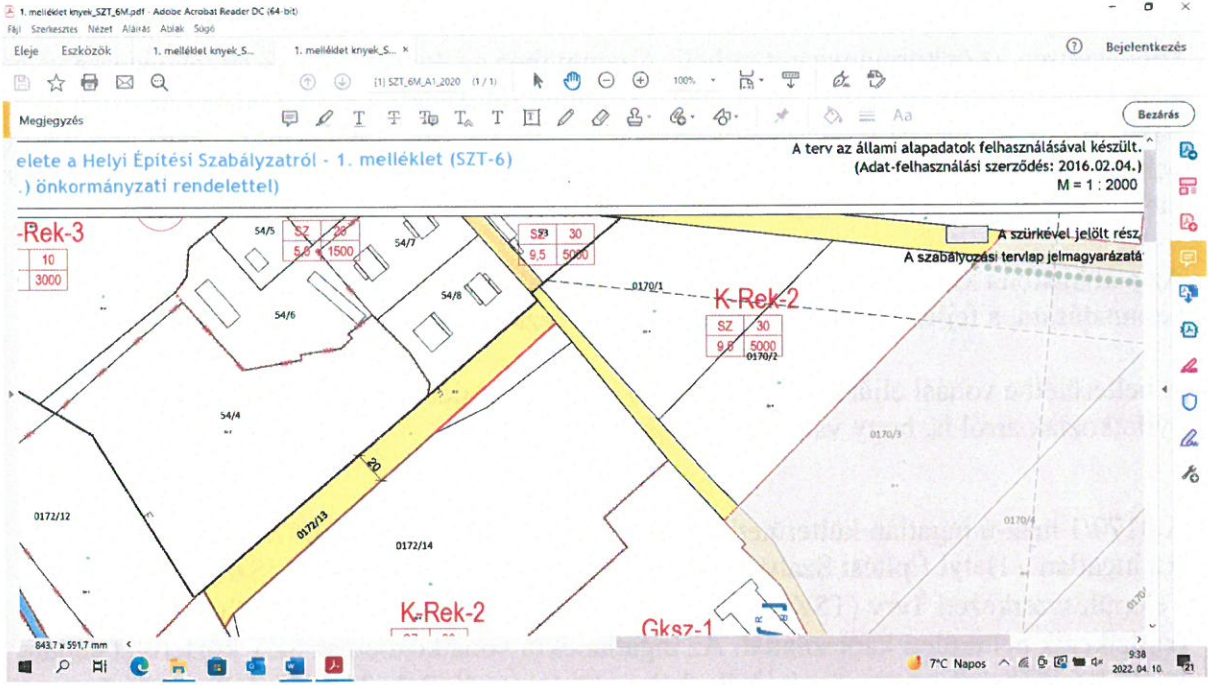 1. melléklet knyek_SZT_6M.pdf - Adobe Acrobat Reader DC (64-bit)
Fájl Szerkesztés Nézet Aláírás Ablak Súgó
Eleje Eszközök 1. melléklet knyek_S... 1. melléklet knyek_S... × Bejelentkezés
[1] SZT_6M_A1_2020 (1 / 1) 100%
Megjegyzés Bezárás
elete a Helyi Építési Szabályzatról - 1. melléklet (SZT-6)
.) önkormányzati rendelettel)
A terv az állami alapadatok felhasználásával készült.
(Adat-felhasználási szerződés: 2016.02.04.)
M = 1 : 2000
A szürkével jelölt rész
A szabályozási tervlap jelmagyarázatá
-Rek-3
10
3000
54/5
SZ 20
1500
54/7
SZ 30
9,5 5000
54/8
54/6
0170/1
K-Rek-2
SZ 30
9,5 5000
0170/2
54/4
0170/3
20
0172/12
0172/13
0172/14
0170/4
K-Rek-2
Gksz-1
843,7 x 591,7 mm
7°C Napos
9:38
2022. 04. 10.
21